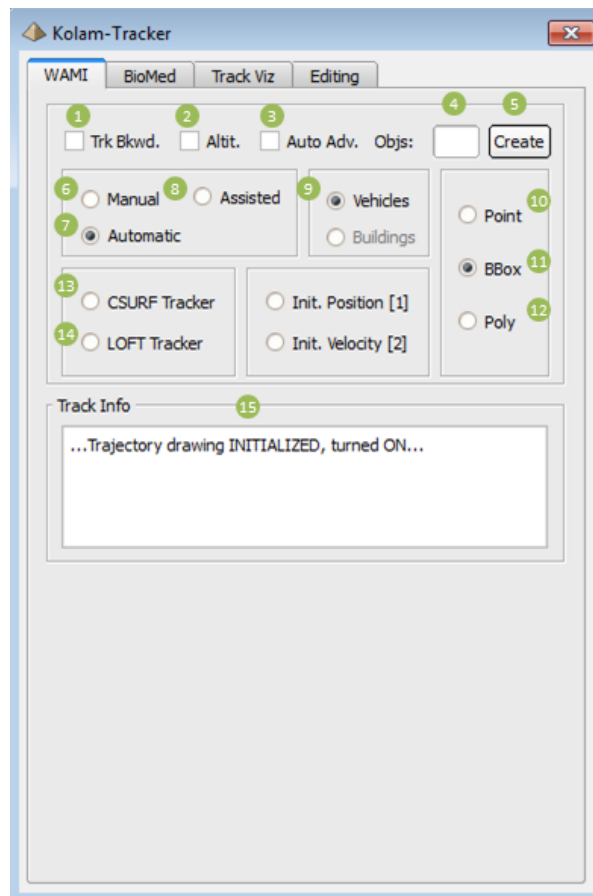 Kolam-Tracker
WAMI BioMed Track Viz Editing
1 2 3 4 5
Trk Bkwd. Altit. Auto Adv. Objs: Create
6 Manual 8 Assisted 9 Vehicles
7 Automatic Buildings
Point 10
BBox 11
Poly 12
13 CSURF Tracker Init. Position [1]
14 LOFT Tracker Init. Velocity [2]
Track Info 15
...Trajectory drawing INITIALIZED, turned ON...